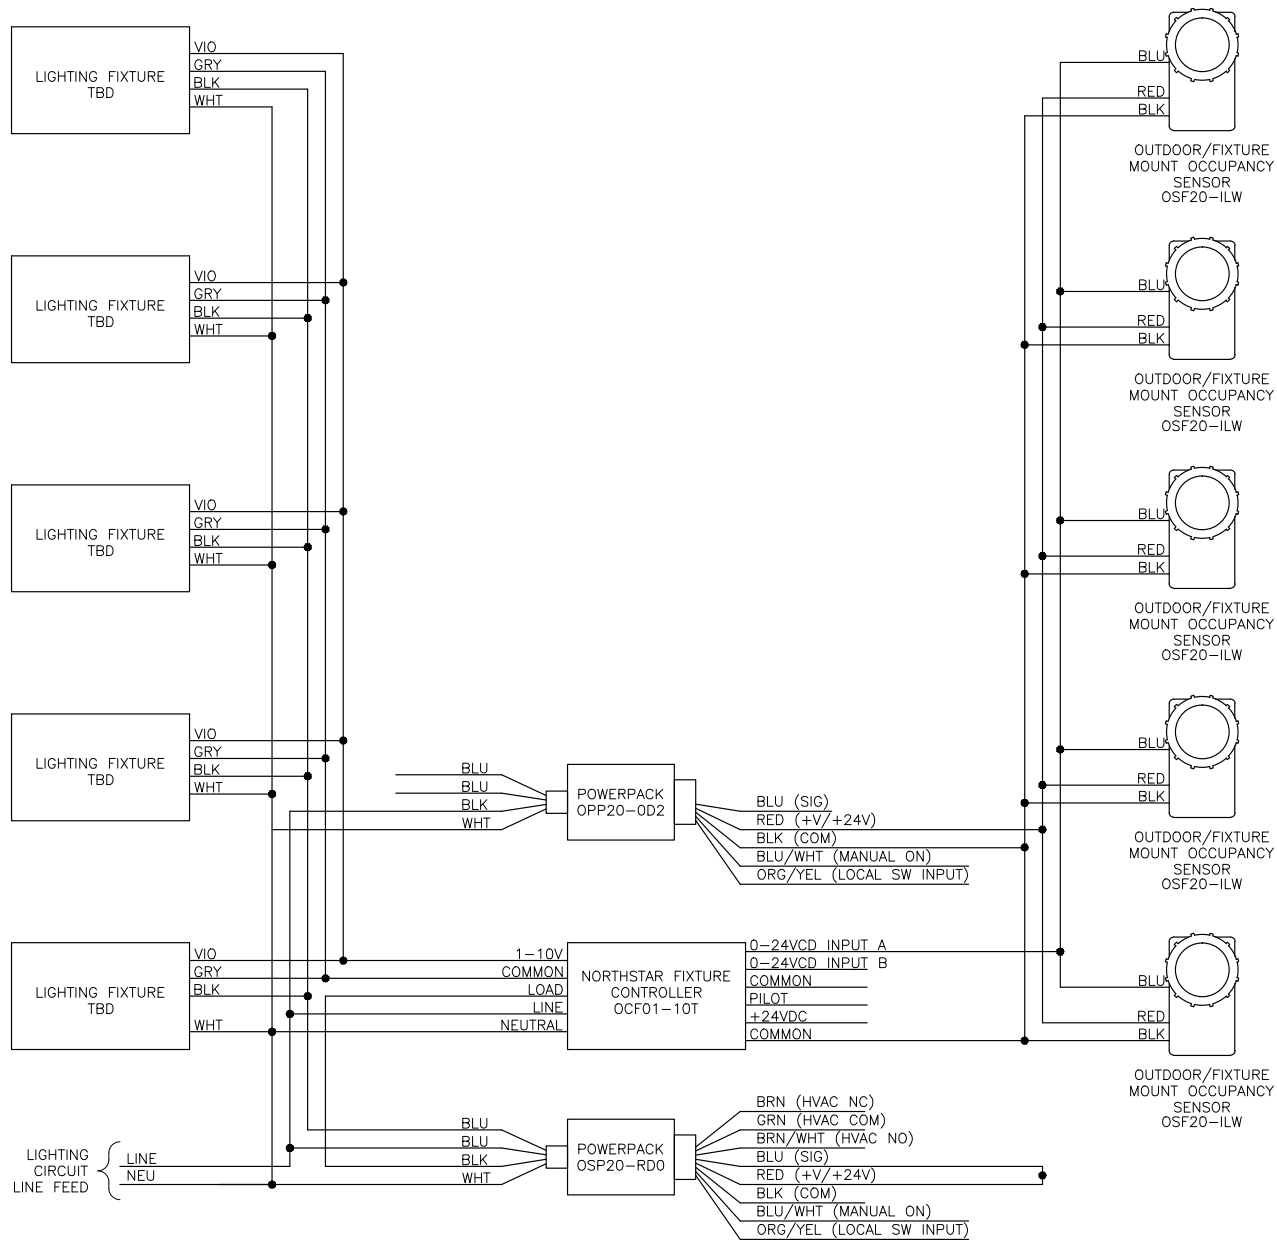 VIO
GRY
BLK
WHT
LIGHTING FIXTURE
TBD
BLU
RED
BLK
OUTDOOR/FIXTURE
MOUNT OCCUPANCY
SENSOR
OSF20-ILW
VIO
GRY
BLK
WHT
LIGHTING FIXTURE
TBD
BLU
RED
BLK
OUTDOOR/FIXTURE
MOUNT OCCUPANCY
SENSOR
OSF20-ILW
VIO
GRY
BLK
WHT
LIGHTING FIXTURE
TBD
BLU
RED
BLK
OUTDOOR/FIXTURE
MOUNT OCCUPANCY
SENSOR
OSF20-ILW
VIO
GRY
BLK
WHT
LIGHTING FIXTURE
TBD
BLU
RED
BLK
OUTDOOR/FIXTURE
MOUNT OCCUPANCY
SENSOR
OSF20-ILW
BLU
BLU
BLK
WHT
POWERPACK
OPP20-0D2
BLU (SIG)
RED (+V/+24V)
BLK (COM)
BLU/WHT (MANUAL ON)
ORG/YEL (LOCAL SW INPUT)
VIO
GRY
BLK
WHT
LIGHTING FIXTURE
TBD
1-10V
COMMON
LOAD
LINE
NEUTRAL
NORTHSTAR FIXTURE
CONTROLLER
OCF01-10T
0-24VCD INPUT A
0-24VCD INPUT B
COMMON
PILOT
+24VDC
COMMON
BLU
RED
BLK
OUTDOOR/FIXTURE
MOUNT OCCUPANCY
SENSOR
OSF20-ILW
LIGHTING
CIRCUIT
LINE FEED
LINE
NEU
BLU
BLU
BLK
WHT
POWERPACK
OSP20-RD0
BRN (HVAC NC)
GRN (HVAC COM)
BRN/WHT (HVAC NO)
BLU (SIG)
RED (+V/+24V)
BLK (COM)
BLU/WHT (MANUAL ON)
ORG/YEL (LOCAL SW INPUT)